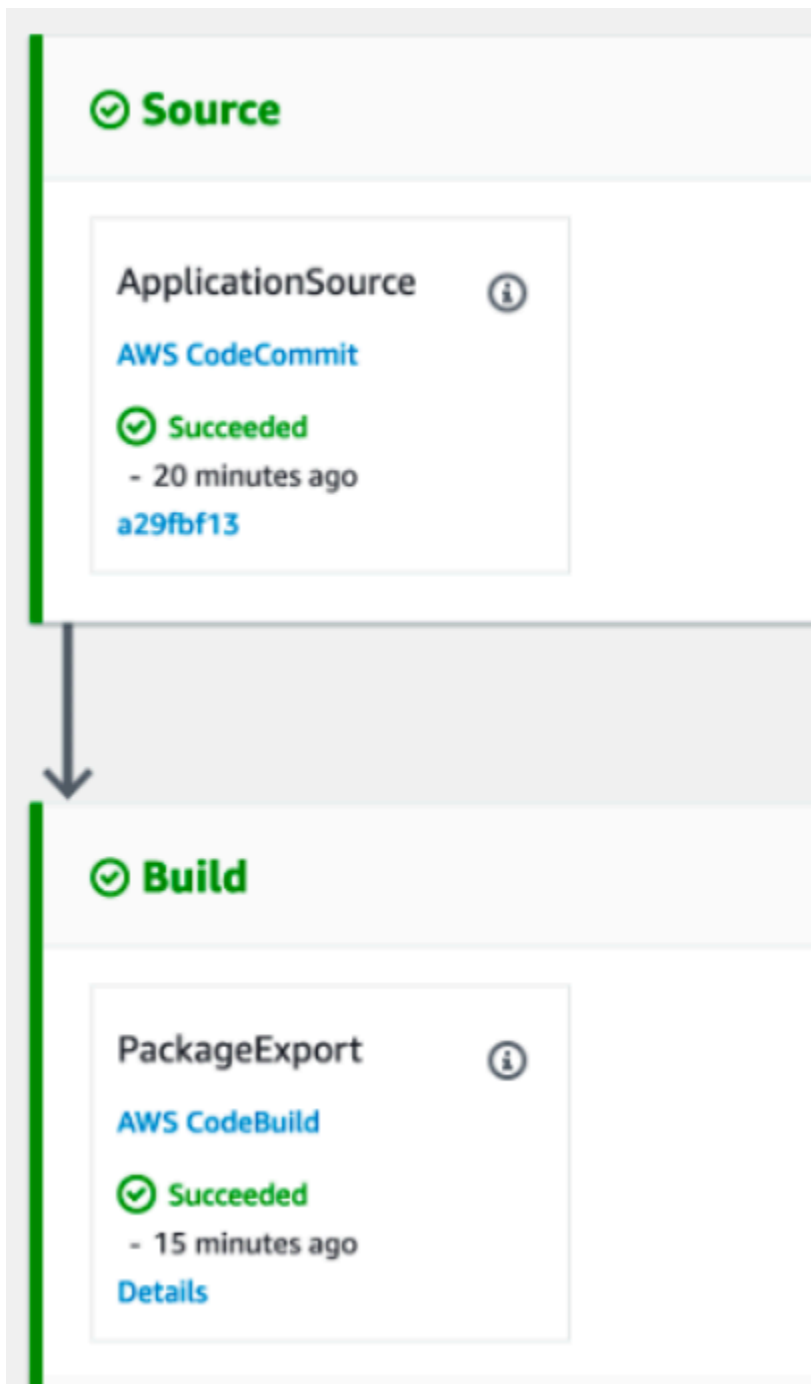 Source
ApplicationSource
AWS CodeCommit
Succeeded
- 20 minutes ago
a29fbf13
Build
PackageExport
AWS CodeBuild
Succeeded
- 15 minutes ago
Details